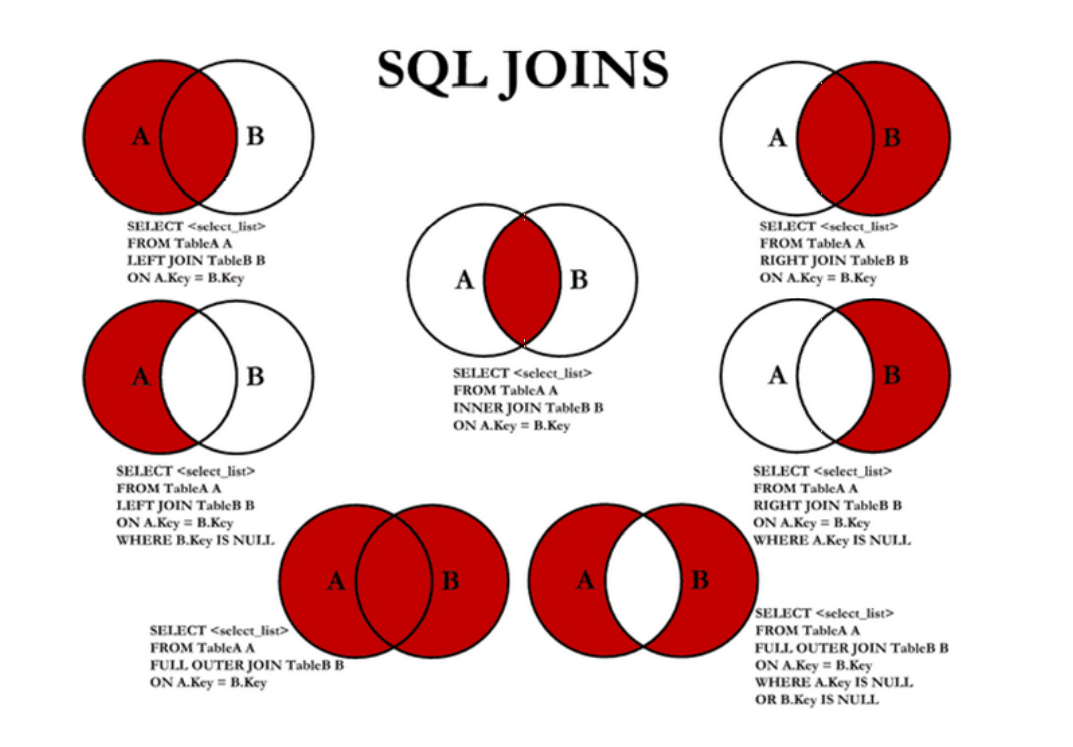 SQL JOINS
A B
SELECT <select_list>
FROM TableA A
LEFT JOIN TableB B
ON A.Key = B.Key
A B
SELECT <select_list>
FROM TableA A
RIGHT JOIN TableB B
ON A.Key = B.Key
A B
SELECT <select_list>
FROM TableA A
INNER JOIN TableB B
ON A.Key = B.Key
A B
SELECT <select_list>
FROM TableA A
LEFT JOIN TableB B
ON A.Key = B.Key
WHERE B.Key IS NULL
A B
SELECT <select_list>
FROM TableA A
RIGHT JOIN TableB B
ON A.Key = B.Key
WHERE A.Key IS NULL
A B
SELECT <select_list>
FROM TableA A
FULL OUTER JOIN TableB B
ON A.Key = B.Key
A B
SELECT <select_list>
FROM TableA A
FULL OUTER JOIN TableB B
ON A.Key = B.Key
WHERE A.Key IS NULL
OR B.Key IS NULL